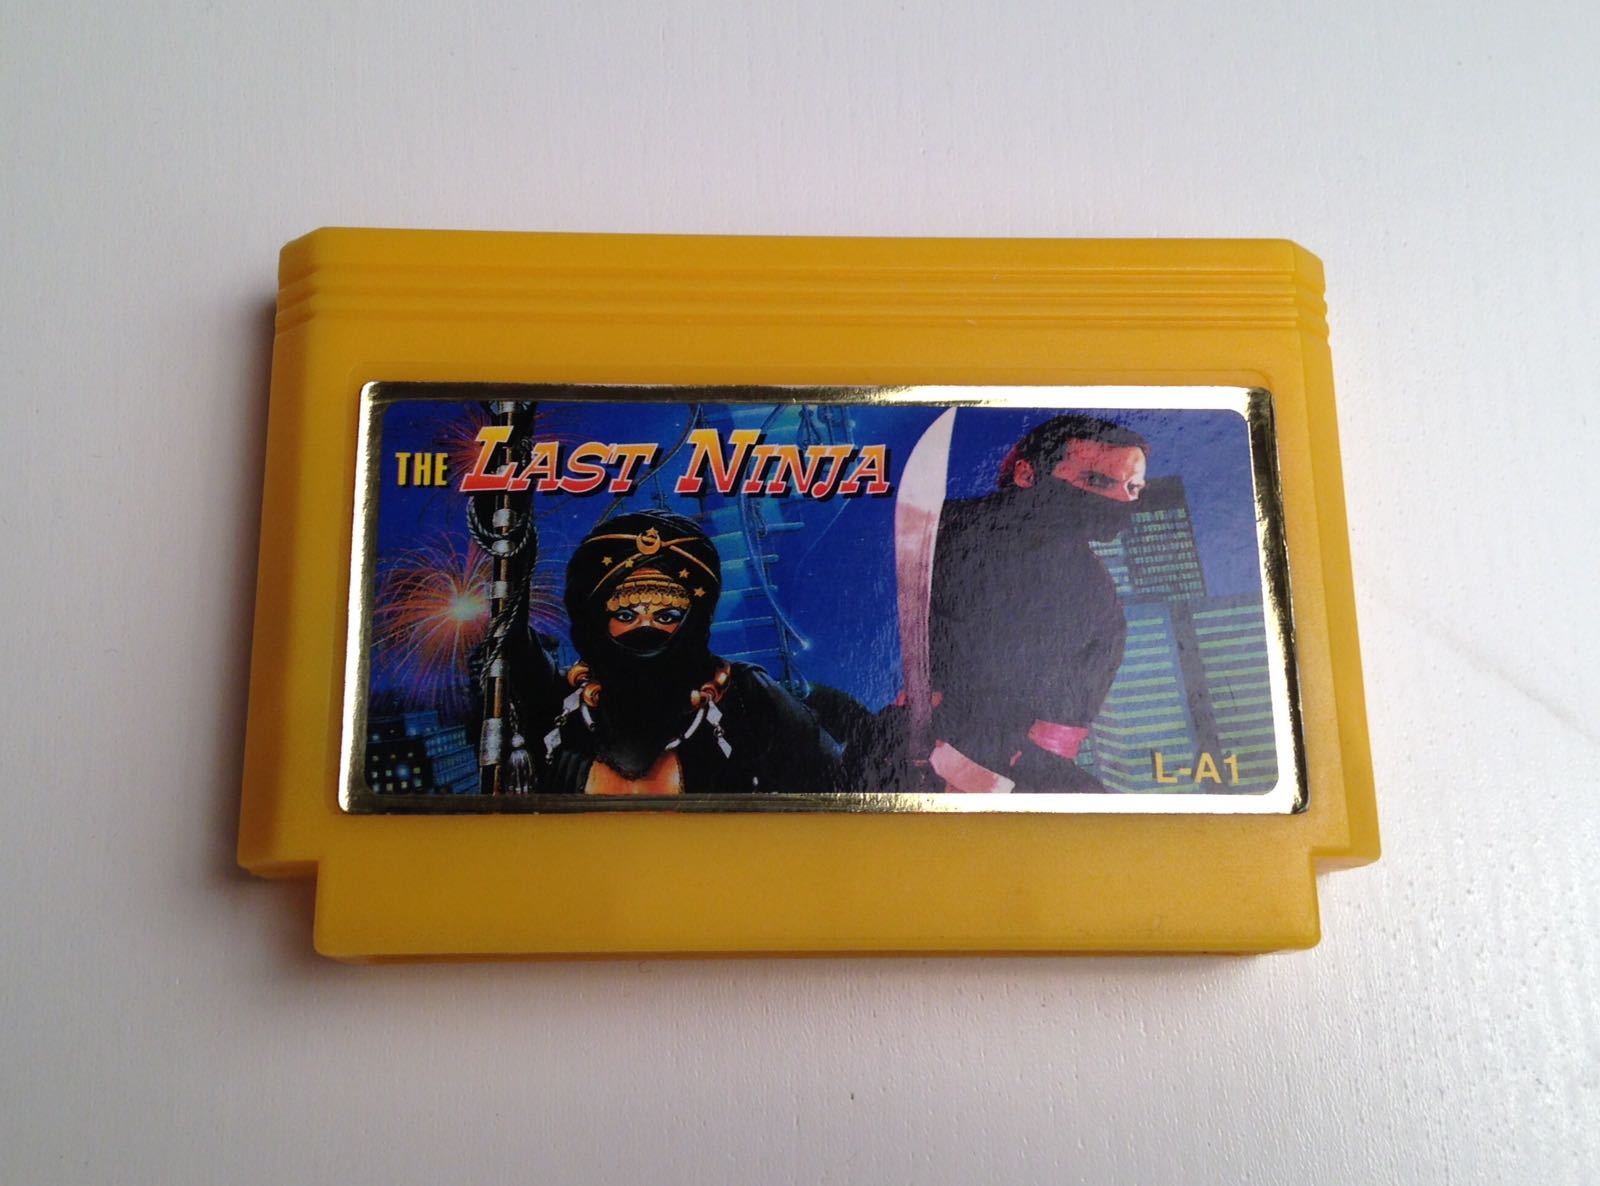 THE LAST NINJA
L-A1